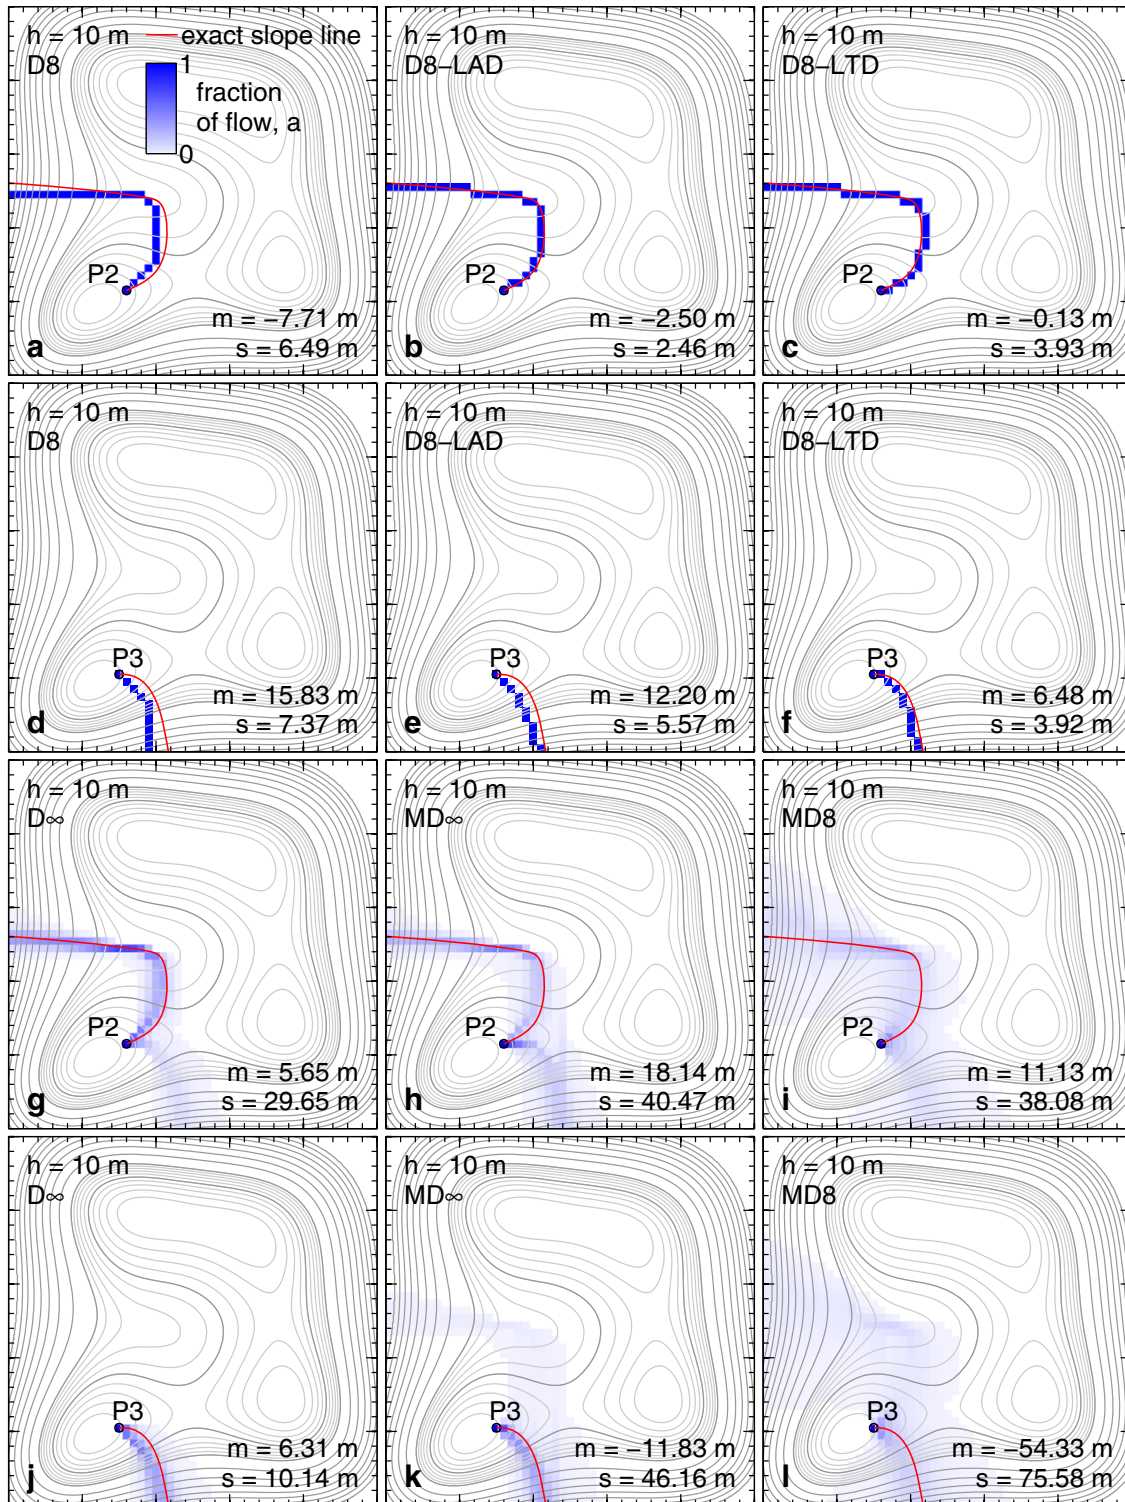 h = 10 m
D8
exact slope line
1
fraction
of flow, a
0
P2
m = −7.71 m
s = 6.49 m
a
h = 10 m
D8−LAD
P2
m = −2.50 m
s = 2.46 m
b
h = 10 m
D8−LTD
P2
m = −0.13 m
s = 3.93 m
c
h = 10 m
D8
P3
m = 15.83 m
s = 7.37 m
d
h = 10 m
D8−LAD
P3
m = 12.20 m
s = 5.57 m
e
h = 10 m
D8−LTD
P3
m = 6.48 m
s = 3.92 m
f
h = 10 m
D∞
P2
m = 5.65 m
s = 29.65 m
g
h = 10 m
MD∞
P2
m = 18.14 m
s = 40.47 m
h
h = 10 m
MD8
P2
m = 11.13 m
s = 38.08 m
i
h = 10 m
D∞
P3
m = 6.31 m
s = 10.14 m
j
h = 10 m
MD∞
P3
m = −11.83 m
s = 46.16 m
k
h = 10 m
MD8
P3
m = −54.33 m
s = 75.58 m
l